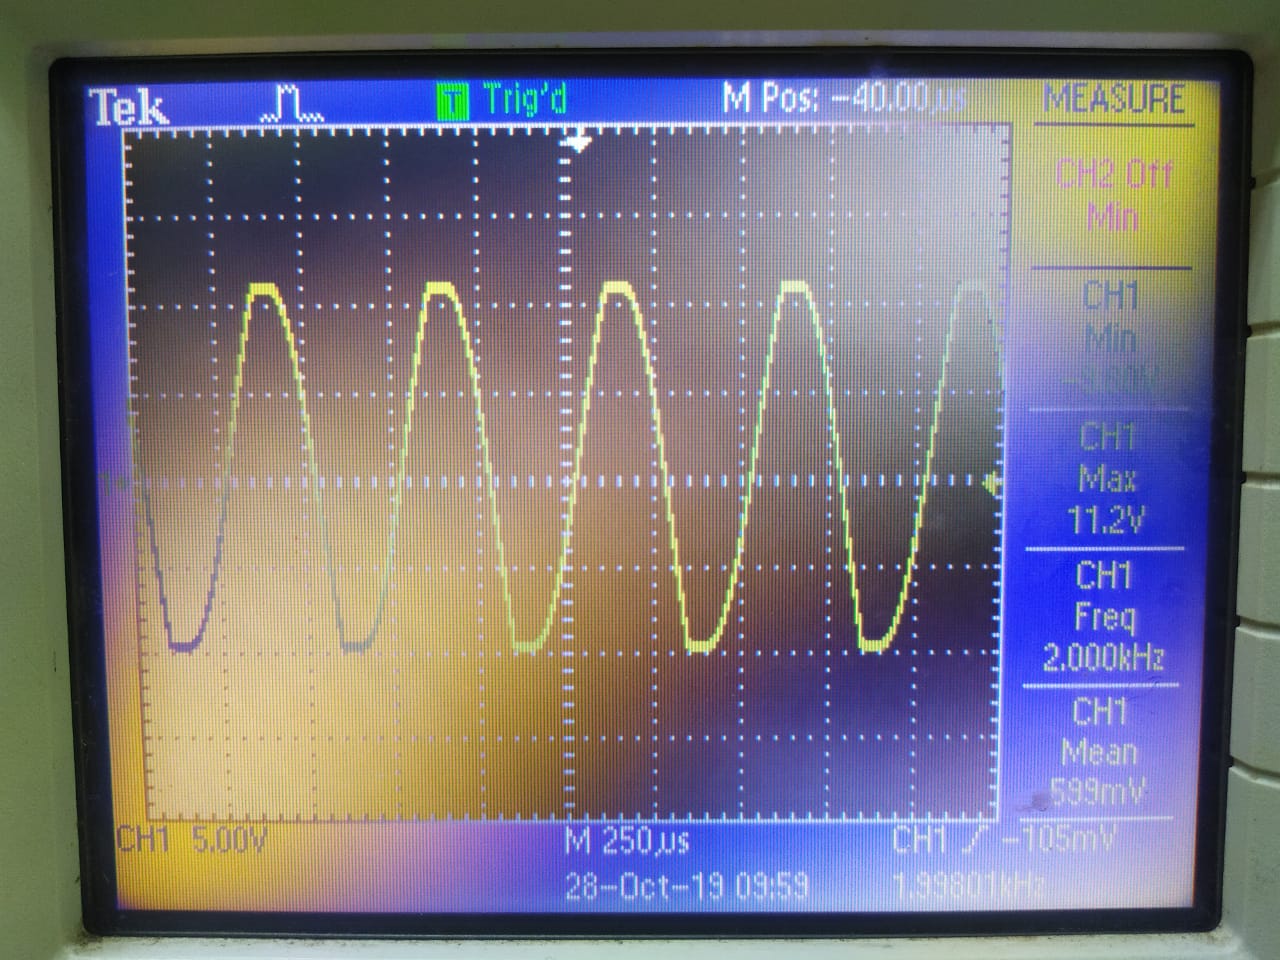 Tek
T Trig'd
M Pos: -40.00µs
MEASURE
CH2 Off
Min
CH1
Min
CH1
Max
11.2V
CH1
Freq
2.000kHz
CH1
Mean
599mV
CH1 5.00V
M 250µs
CH1
-105mV
28-Oct-19 09:59
1.99801kHz